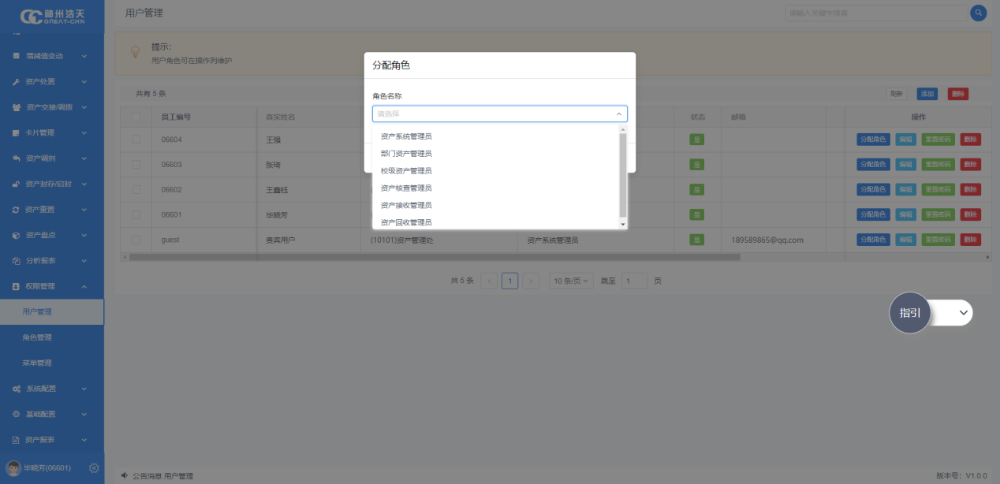 神州浩天
GREAT-CHN
增减值变动
资产处置
资产交接/调拨
卡片管理
资产调剂
资产封存/启封
资产重置
资产盘点
分析报表
权限管理
用户管理
角色管理
菜单管理
系统配置
基础配置
资产报表
毕晓芳(06601)
用户管理
请输入关键字搜索
提示：
用户角色可在操作列维护
共有 5 条
刷新 添加 删除
员工编号 真实姓名 状态 邮箱 操作
06604 王强 是 分配角色 编辑 重置密码 删除
06603 张琦 是 分配角色 编辑 重置密码 删除
06602 王鑫钰 是 分配角色 编辑 重置密码 删除
06601 毕晓芳 是 分配角色 编辑 重置密码 删除
guest 贵宾用户 (10101)资产管理处 资产系统管理员 是 189589865@qq.com 分配角色 编辑 重置密码 删除
共 5 条 1 10 条/页 跳至 1 页
分配角色
角色名称
请选择
资产系统管理员
部门资产管理员
校级资产管理员
资产核查管理员
资产接收管理员
资产回收管理员
指引
公告消息 用户管理
版本号：V1.0.0